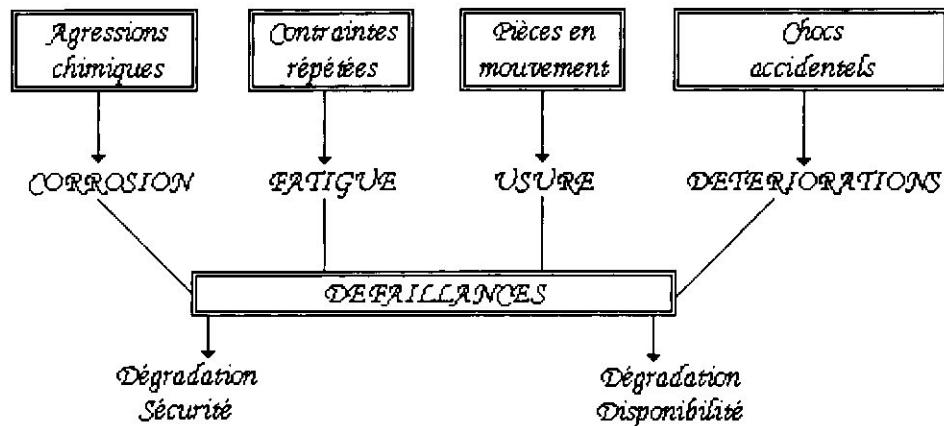 Agressions
chimiques
Contraintes
répétées
Pièces en
mouvement
Chocs
accidentels
CORROSION
FATIGUE
USURE
DETERIORATIONS
DEFAILLANCES
Dégradation
Sécurité
Dégradation
Disponibilité